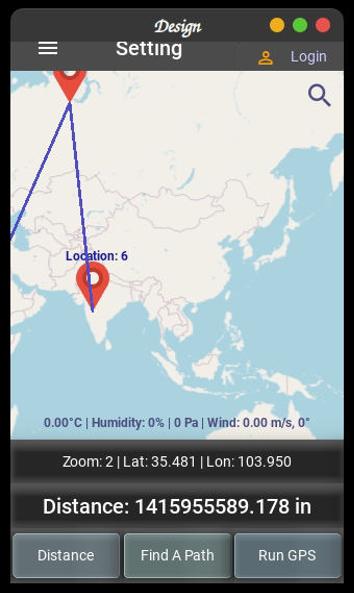 Design
Setting
Login
Location: 6
0.00°C | Humidity: 0% | 0 Pa | Wind: 0.00 m/s, 0°
Zoom: 2 | Lat: 35.481 | Lon: 103.950
Distance: 1415955589.178 in
Distance
Find A Path
Run GPS